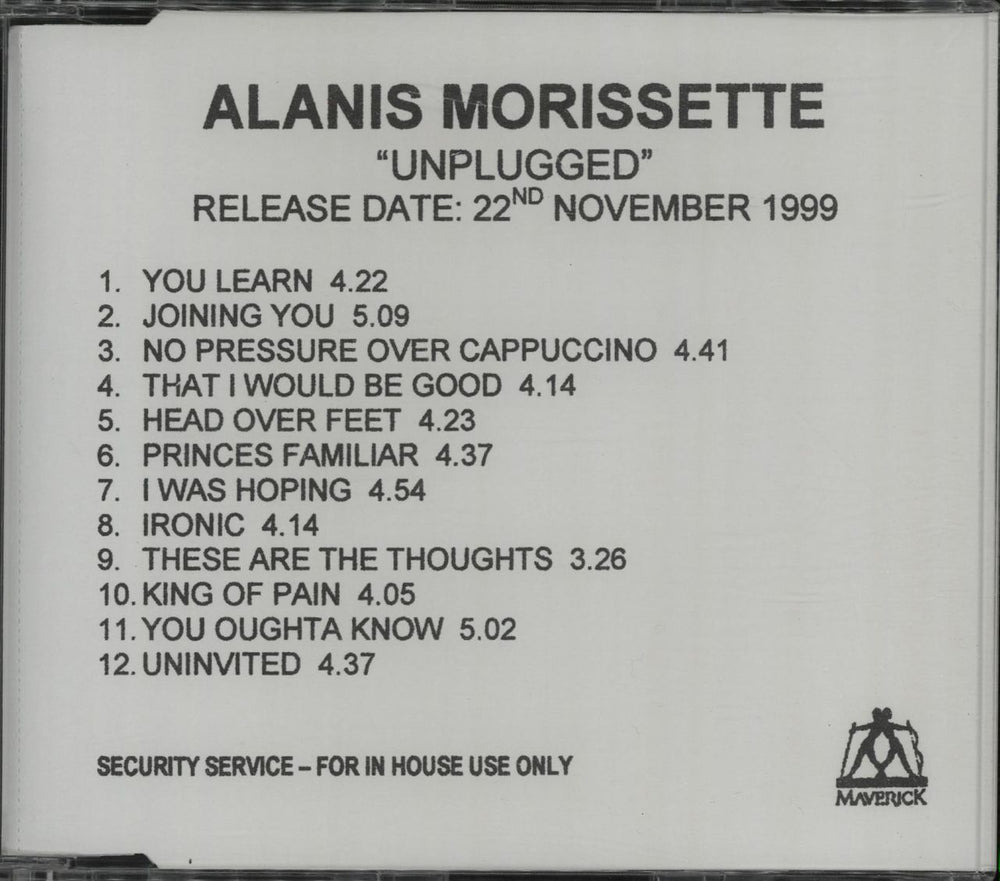 ALANIS MORISSETTE
“UNPLUGGED”
RELEASE DATE: 22ND NOVEMBER 1999
1. YOU LEARN 4.22
2. JOINING YOU 5.09
3. NO PRESSURE OVER CAPPUCCINO 4.41
4. THAT I WOULD BE GOOD 4.14
5. HEAD OVER FEET 4.23
6. PRINCES FAMILIAR 4.37
7. I WAS HOPING 4.54
8. IRONIC 4.14
9. THESE ARE THE THOUGHTS 3.26
10. KING OF PAIN 4.05
11. YOU OUGHTA KNOW 5.02
12. UNINVITED 4.37
SECURITY SERVICE – FOR IN HOUSE USE ONLY
MAVERICK